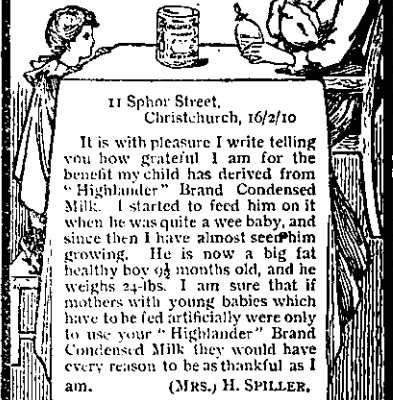 11 Sphor Street,
Christchurch, 16/2/10
It is with pleasure I write telling
you how grateful I am for the
benefit my child has derived from
"Highlander" Brand Condensed
Milk. I started to feed him on it
when he was quite a wee baby, and
since then I have almost seen him
growing. He is now a big fat
healthy boy 9½ months old, and he
weighs 24-lbs. I am sure that if
mothers with young babies which
have to be fed artificially were only
to use your "Highlander" Brand
Condensed Milk they would have
every reason to be as thankful as I
am. (MRS.) H. SPILLER.